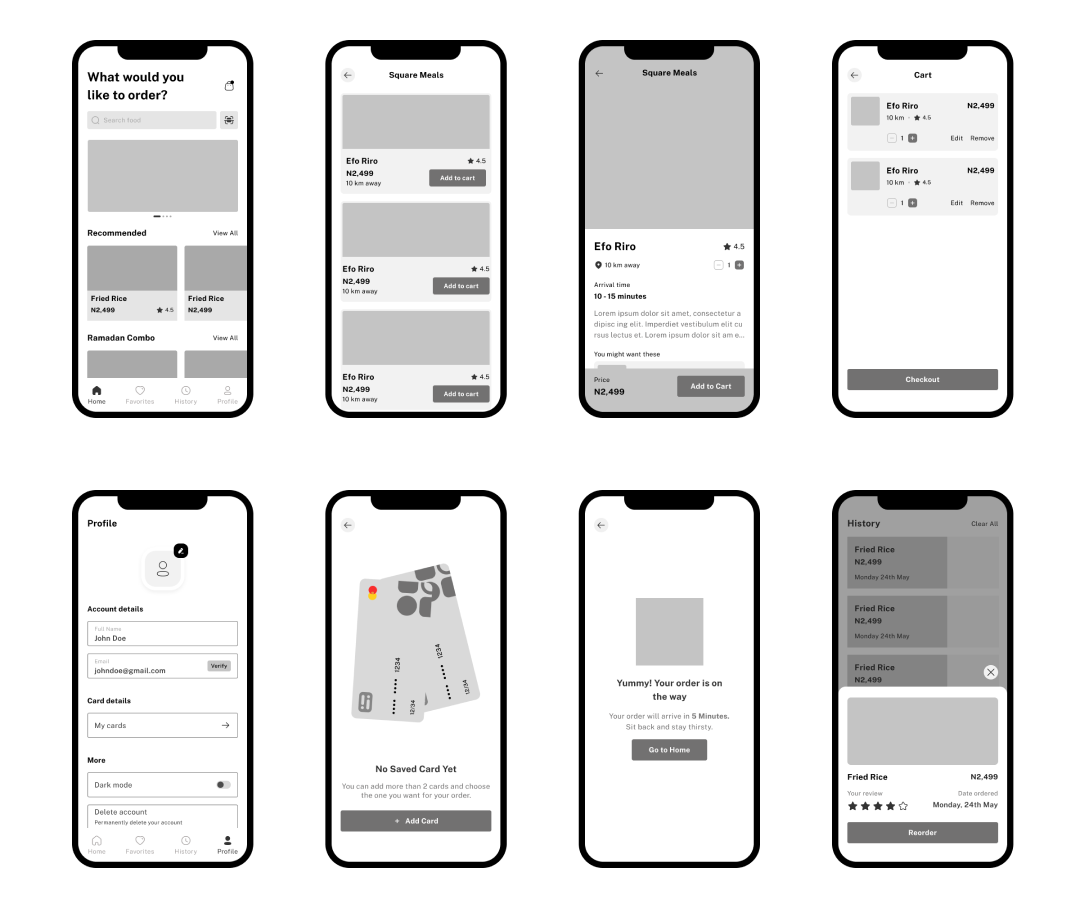 What would you
like to order?
Search food
Recommended
View All
Fried Rice
N2,499
4.5
Fried Rice
N2,499
Ramadan Combo
View All
Home
Favorites
History
Profile
Square Meals
Efo Riro
4.5
N2,499
10 km away
Add to cart
Efo Riro
4.5
N2,499
10 km away
Add to cart
Efo Riro
4.5
N2,499
10 km away
Add to cart
Square Meals
Efo Riro
4.5
10 km away
1
Arrival time
10 - 15 minutes
Lorem ipsum dolor sit amet, consectetur a
dipisc ing elit. Imperdiet vestibulum elit cu
rsus lectus et. Lorem ipsum dolor sit am e...
You might want these
Price
N2,499
Add to Cart
Cart
Efo Riro
N2,499
10 km
4.5
1
Edit
Remove
Efo Riro
N2,499
10 km
4.5
1
Edit
Remove
Checkout
Profile
Account details
Full Name
John Doe
Email
johndoe@gmail.com
Verify
Card details
My cards
More
Dark mode
Delete account
Permanently delete your account
Home
Favorites
History
Profile
1234
12/34
1234
12/34
No Saved Card Yet
You can add more than 2 cards and choose
the one you want for your order.
+ Add Card
Yummy! Your order is on
the way
Your order will arrive in 5 Minutes.
Sit back and stay thirsty.
Go to Home
History
Clear All
Fried Rice
N2,499
Monday 24th May
Fried Rice
N2,499
Monday 24th May
Fried Rice
N2,499
Fried Rice
N2,499
Your review
Date ordered
Monday, 24th May
Reorder